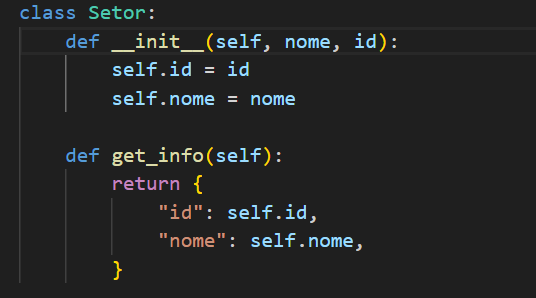 class Setor:
    def __init__(self, nome, id):
        self.id = id
        self.nome = nome

    def get_info(self):
        return {
            "id": self.id,
            "nome": self.nome,
        }